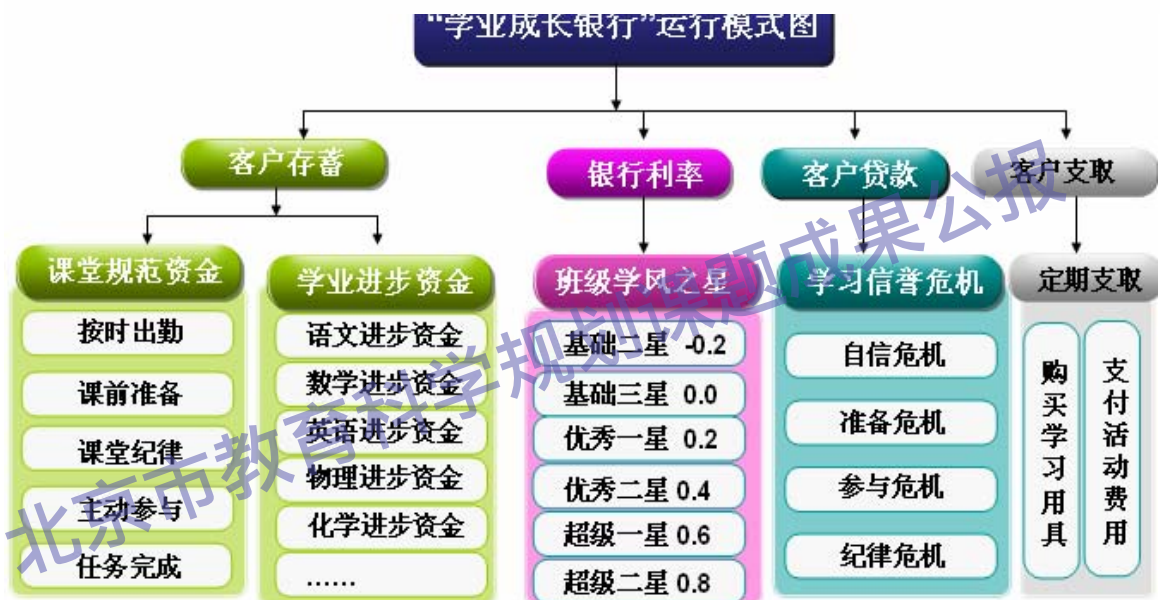 “学业成长银行”运行模式图
客户存蓄
银行利率
客户贷款
客户支取
课堂规范资金
学业进步资金
班级学风之星
学习信誉危机
定期支取
按时出勤
课前准备
课堂纪律
主动参与
任务完成
语文进步资金
数学进步资金
英语进步资金
物理进步资金
化学进步资金
……
基础二星 -0.2
基础三星 0.0
优秀一星 0.2
优秀二星 0.4
超级一星 0.6
超级二星 0.8
自信危机
准备危机
参与危机
纪律危机
购买学习用具
支付活动费用
北京市教育科学规划课题成果公报